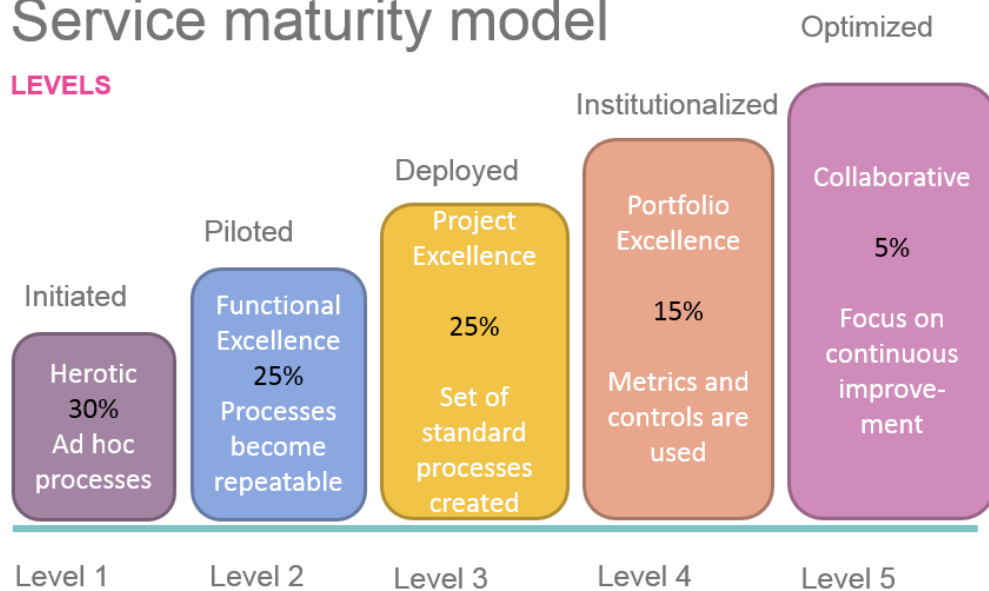 Service maturity model
LEVELS
Initiated
Herotic
30%
Ad hoc
processes
Level 1
Piloted
Functional
Excellence
25%
Processes
become
repeatable
Level 2
Deployed
Project
Excellence
25%
Set of
standard
processes
created
Level 3
Institutionalized
Portfolio
Excellence
15%
Metrics and
controls are
used
Level 4
Optimized
Collaborative
5%
Focus on
continuous
improve-
ment
Level 5